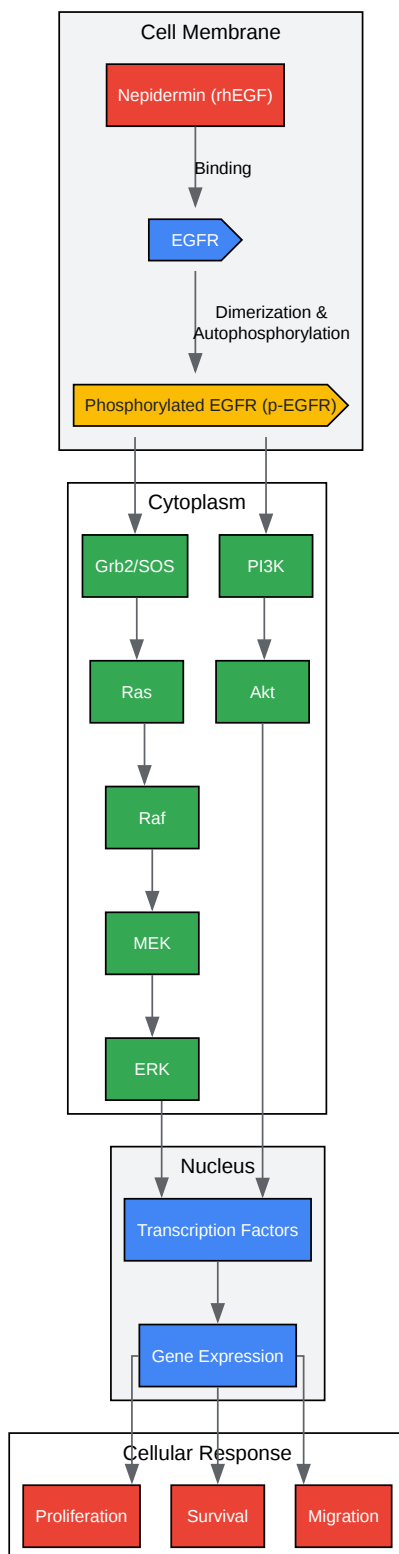 Cell Membrane
Nepidermin (rhEGF)
Binding
EGFR
Dimerization &
Autophosphorylation
Phosphorylated EGFR (p-EGFR)
Cytoplasm
Grb2/SOS
PI3K
Ras
Akt
Raf
MEK
ERK
Nucleus
Transcription Factors
Gene Expression
Cellular Response
Proliferation
Survival
Migration